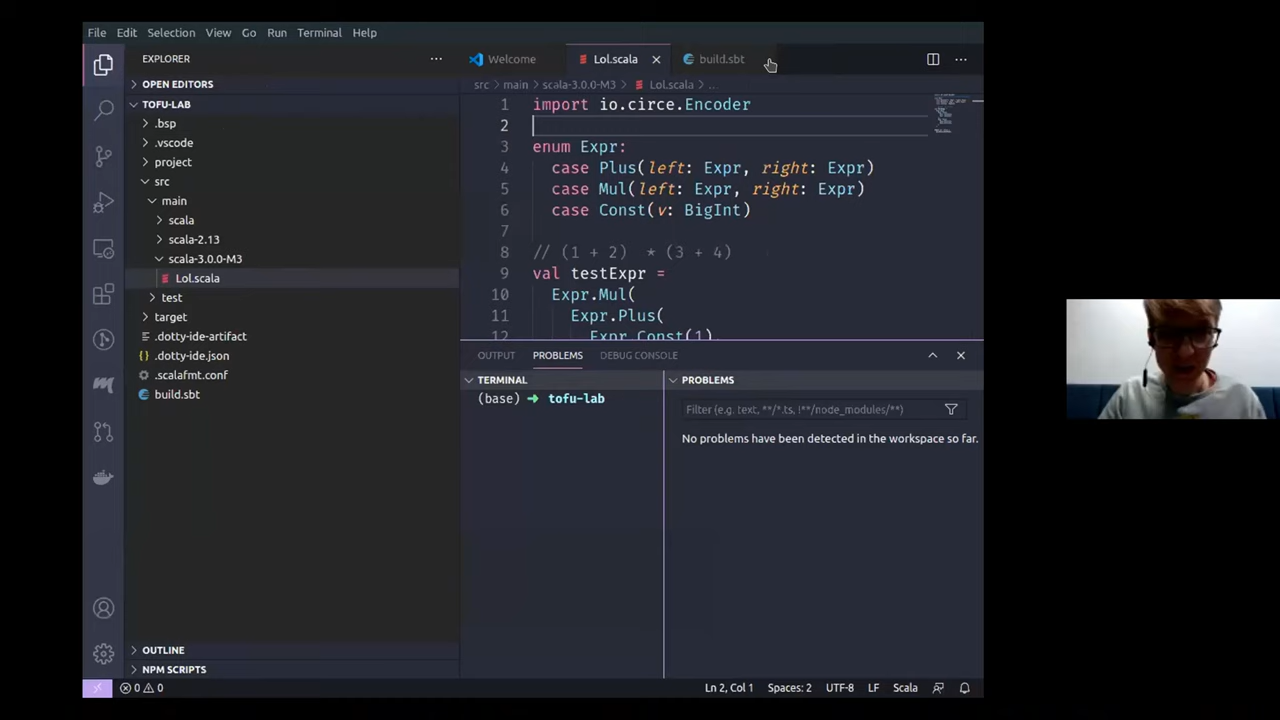 File Edit Selection View Go Run Terminal Help
EXPLORER
OPEN EDITORS
TOFU-LAB
.bsp
.vscode
project
src
main
scala
scala-2.13
scala-3.0.0-M3
Lol.scala
test
target
.dotty-ide-artifact
{} .dotty-ide.json
.scalafmt.conf
build.sbt
OUTLINE
NPM SCRIPTS
Welcome Lol.scala build.sbt
src > main > scala-3.0.0-M3 > Lol.scala > ...
1 import io.circe.Encoder
2
3 enum Expr:
4 case Plus(left: Expr, right: Expr)
5 case Mul(left: Expr, right: Expr)
6 case Const(v: BigInt)
7
8 // (1 + 2) * (3 + 4)
9 val testExpr =
10 Expr.Mul(
11 Expr.Plus(
12 Expr.Const(1),
OUTPUT PROBLEMS DEBUG CONSOLE
TERMINAL
(base) ➜ tofu-lab
PROBLEMS
Filter (e.g. text, **/*.ts, !**/node_modules/**)
No problems have been detected in the workspace so far.
0 0 Ln 2, Col 1 Spaces: 2 UTF-8 LF Scala